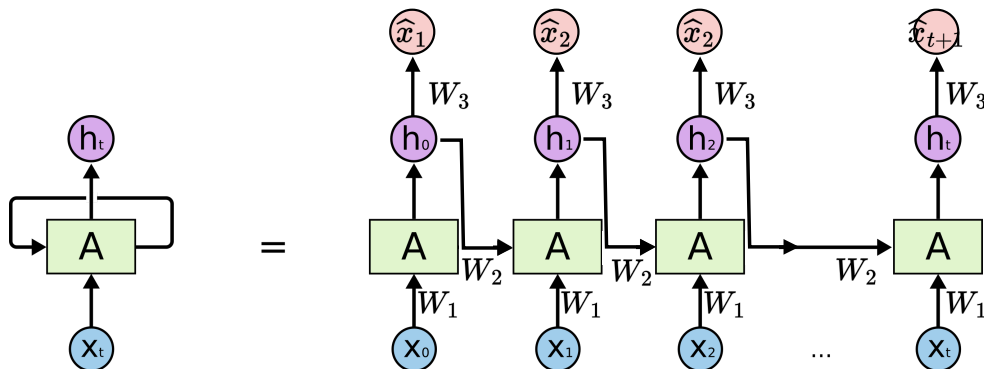 x̂₁ x̂₂ x̂₂ x̂ₜ₊₁
W₃ W₃ W₃ W₃
hₜ h₀ h₁ h₂ hₜ
A = A A A A
W₂ W₂ W₂
W₁ W₁ W₁ W₁
xₜ x₀ x₁ x₂ ... xₜ